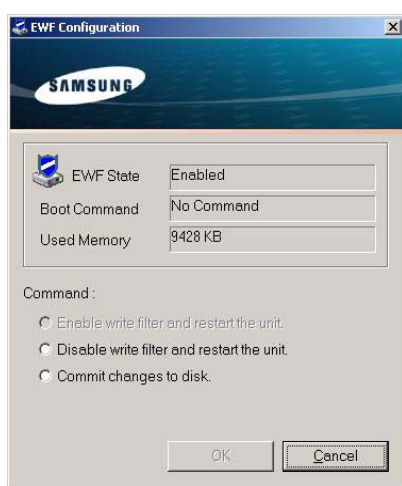 EWF Configuration
SAMSUNG
EWF State Enabled
Boot Command No Command
Used Memory 9428 KB
Command :
Enable write filter and restart the unit.
Disable write filter and restart the unit.
Commit changes to disk.
OK Cancel